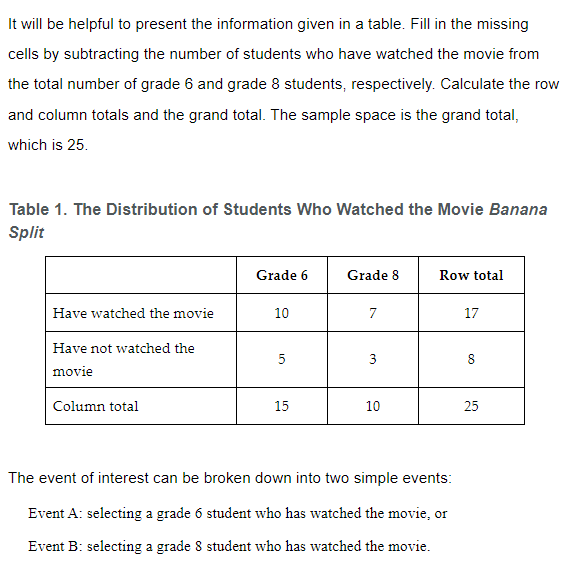 It will be helpful to present the information given in a table. Fill in the missing
cells by subtracting the number of students who have watched the movie from
the total number of grade 6 and grade 8 students, respectively. Calculate the row
and column totals and the grand total. The sample space is the grand total,
which is 25.
Table 1. The Distribution of Students Who Watched the Movie Banana
Split
Grade 6 Grade 8 Row total
Have watched the movie 10 7 17
Have not watched the
movie 5 3 8
Column total 15 10 25
The event of interest can be broken down into two simple events:
Event A: selecting a grade 6 student who has watched the movie, or
Event B: selecting a grade 8 student who has watched the movie.